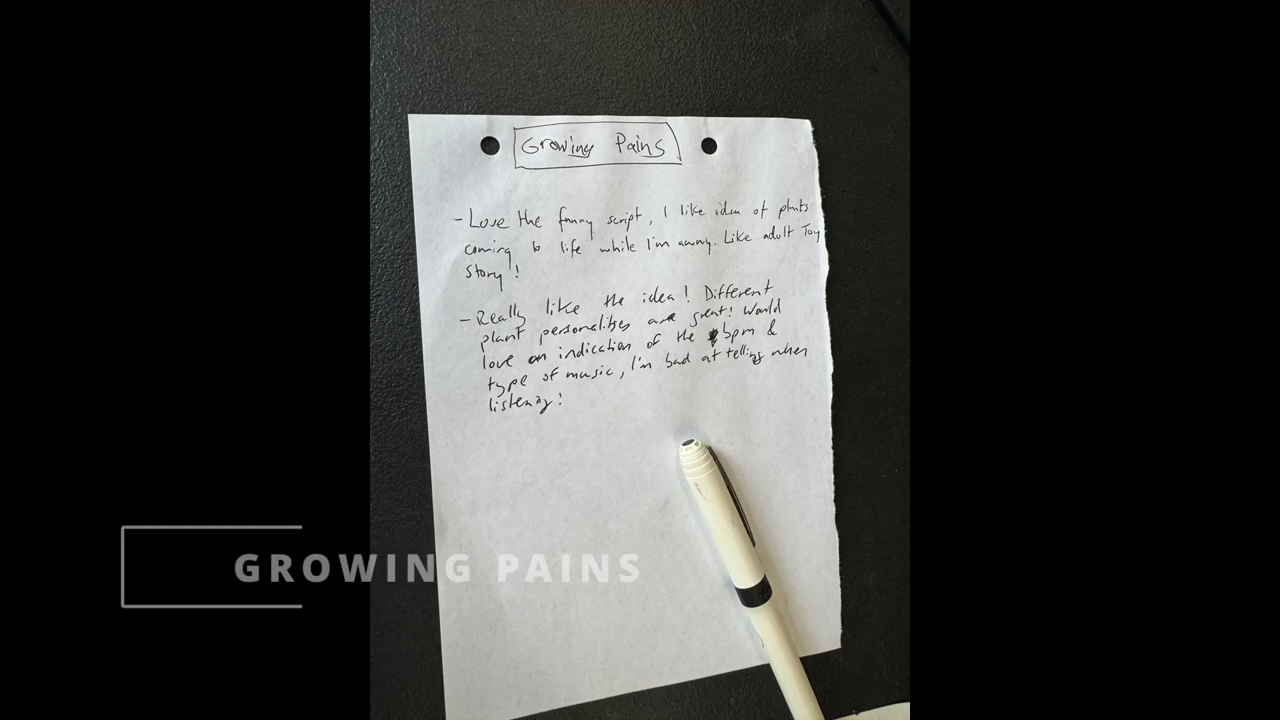 Growing Pains
- Love the funny script, I like idea of plants
coming to life while I'm away. Like adult Toy
story!
- Really like the idea! Different
plant personalities are great! Would
love an indication of the bpm &
type of music, I'm bad at telling when
listening!
GROWING PAINS